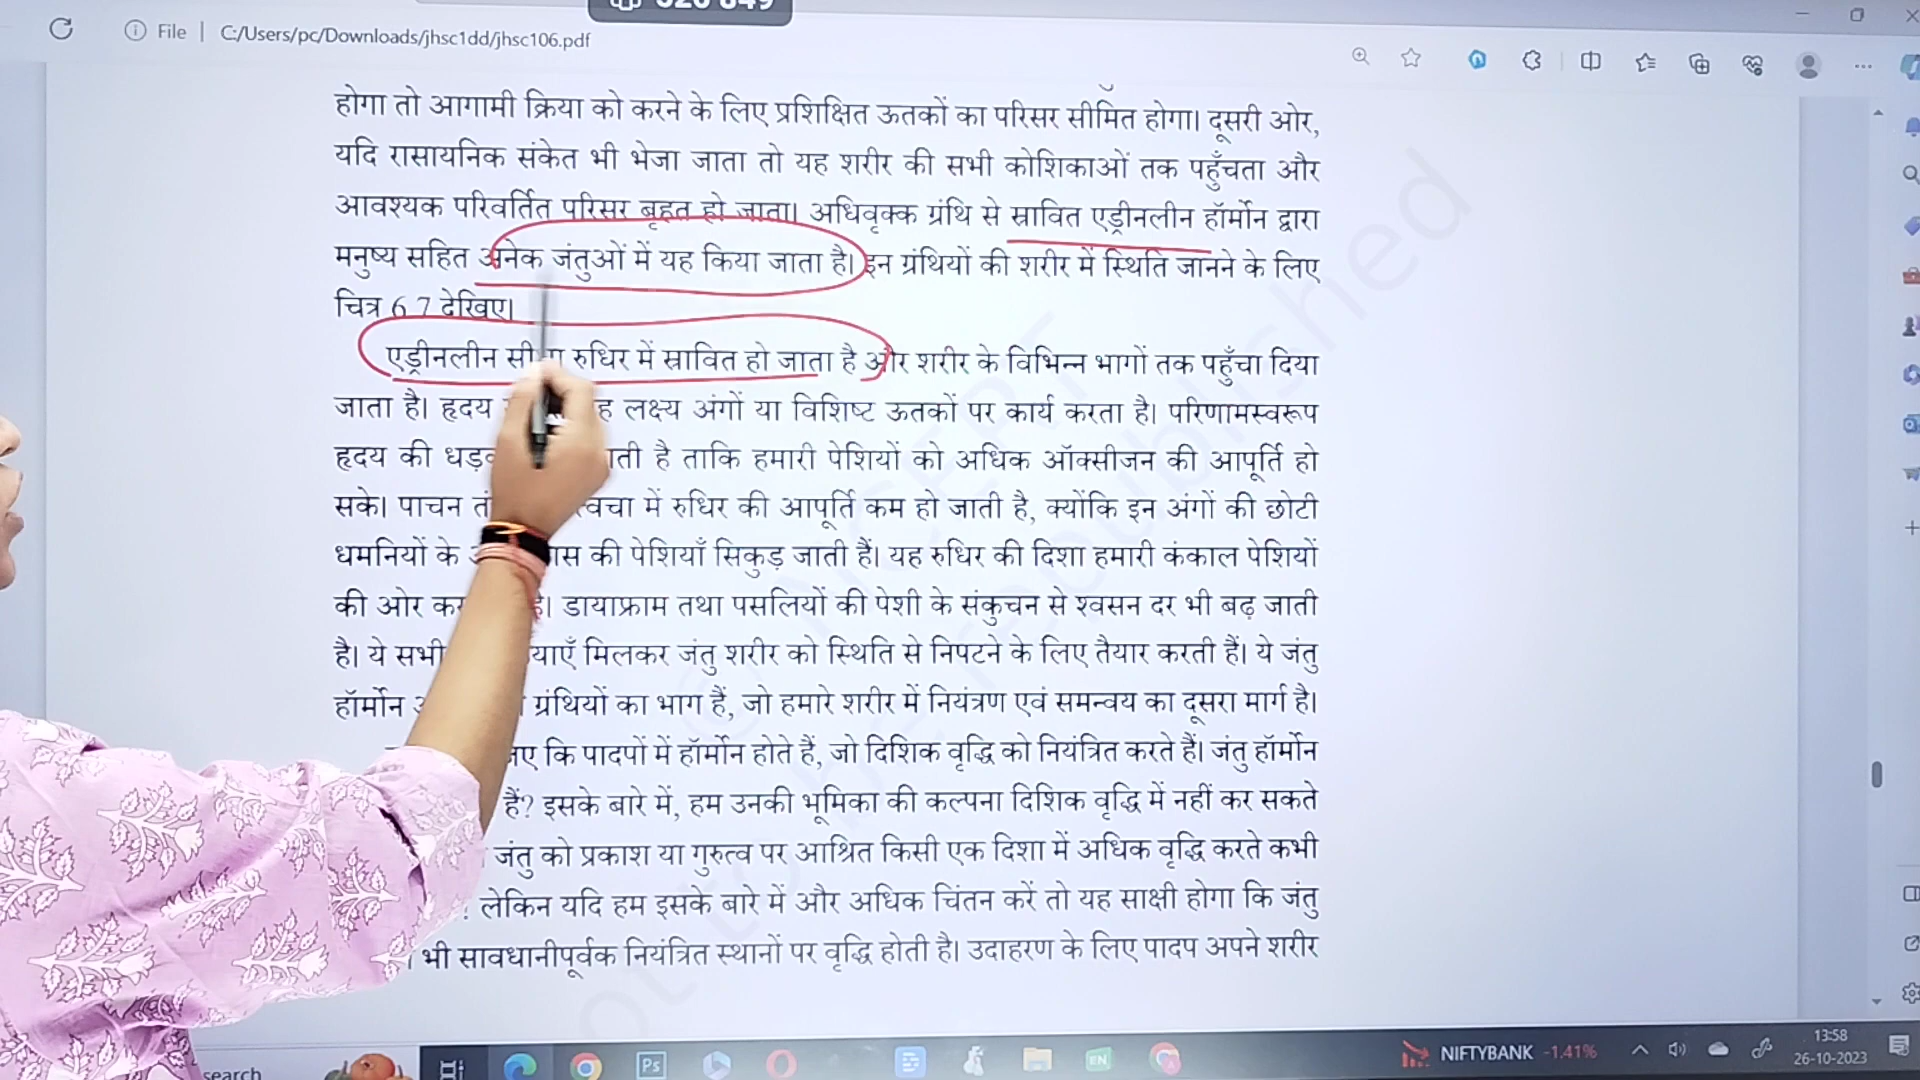 File | C:/Users/pc/Downloads/jhsc1dd/jhsc106.pdf
होगा तो आगामी क्रिया को करने के लिए प्रशिक्षित ऊतकों का परिसर सीमित होगा। दूसरी ओर,
यदि रासायनिक संकेत भी भेजा जाता तो यह शरीर की सभी कोशिकाओं तक पहुँचता और
आवश्यक परिवर्तित परिसर बृहत हो जाता। अधिवृक्क ग्रंथि से स्रावित एड्रीनलीन हॉर्मोन द्वारा
मनुष्य सहित अनेक जंतुओं में यह किया जाता है। इन ग्रंथियों की शरीर में स्थिति जानने के लिए
चित्र 6.7 देखिए।
एड्रीनलीन रुधिर में स्रावित हो जाता है और शरीर के विभिन्न भागों तक पहुँचा दिया
जाता है। हृदय लक्ष्य अंगों या विशिष्ट ऊतकों पर कार्य करता है। परिणामस्वरूप
हृदय की है ताकि हमारी पेशियों को अधिक ऑक्सीजन की आपूर्ति हो
सके। पाचन में रुधिर की आपूर्ति कम हो जाती है, क्योंकि इन अंगों की छोटी
धमनियों के की पेशियाँ सिकुड़ जाती हैं। यह रुधिर की दिशा हमारी कंकाल पेशियों
की ओर डायाफ्राम तथा पसलियों की पेशी के संकुचन से श्वसन दर भी बढ़ जाती
है। ये सभी मिलकर जंतु शरीर को स्थिति से निपटने के लिए तैयार करती हैं। ये जंतु
हॉर्मोन ग्रंथियों का भाग हैं, जो हमारे शरीर में नियंत्रण एवं समन्वय का दूसरा मार्ग है।
कि पादपों में हॉर्मोन होते हैं, जो दिशिक वृद्धि को नियंत्रित करते हैं। जंतु हॉर्मोन
हैं? इसके बारे में, हम उनकी भूमिका की कल्पना दिशिक वृद्धि में नहीं कर सकते
जंतु को प्रकाश या गुरुत्व पर आश्रित किसी एक दिशा में अधिक वृद्धि करते कभी
लेकिन यदि हम इसके बारे में और अधिक चिंतन करें तो यह साक्षी होगा कि जंतु
भी सावधानीपूर्वक नियंत्रित स्थानों पर वृद्धि होती है। उदाहरण के लिए पादप अपने शरीर
© NCERT
republished
search
Ps
EN
NIFTYBANK -1.41%
13:58
26-10-2023